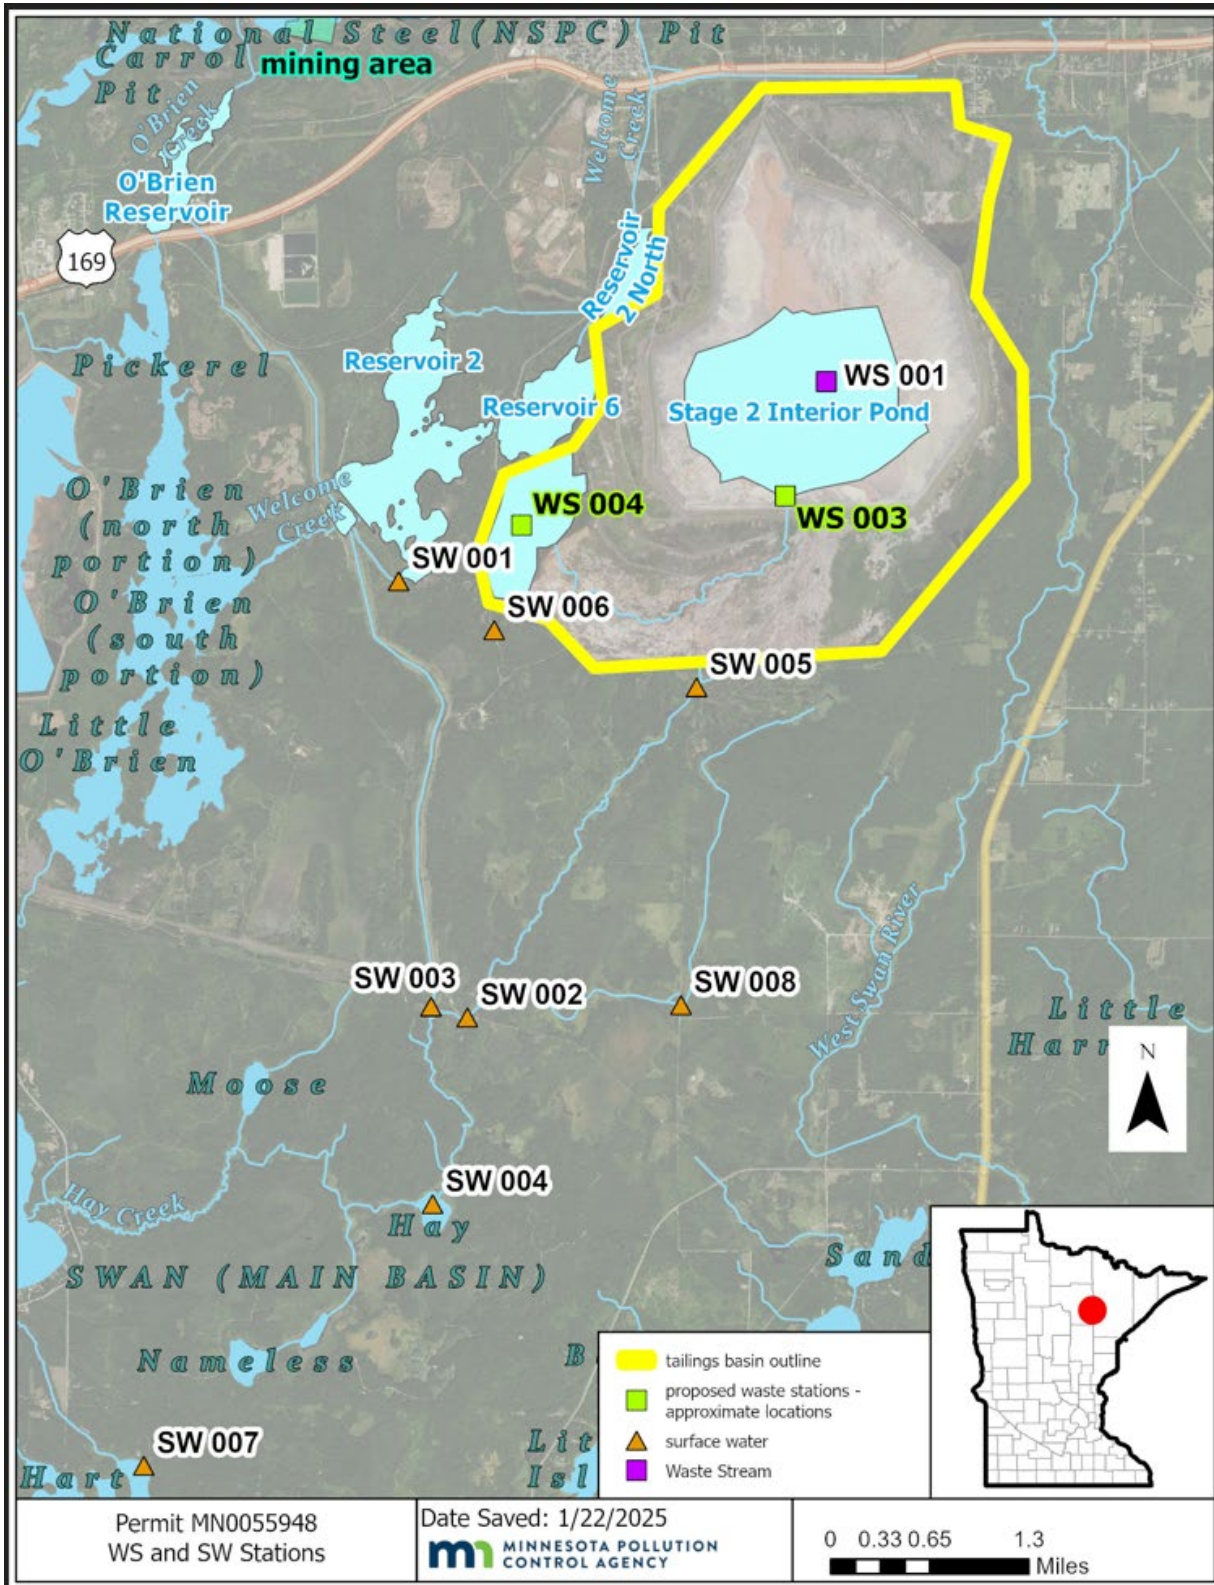 National Steel (NSPC) Pit
Carrol
Pit
mining area
O'Brien
Creek
Welcome
Creek
O'Brien
Reservoir
169
Reservoir
2 North
Pickerel
Reservoir 2
Reservoir 6
WS 001
Stage 2 Interior Pond
O'Brien
(north
portion)
Welcome
Creek
WS 004
WS 003
SW 001
O'Brien
(south
portion)
SW 006
SW 005
Little
O'Brien
West Swan River
SW 003
SW 002
SW 008
Little
Harr
N
Moose
Hay Creek
SW 004
Hay
Sand
SWAN (MAIN BASIN)
Nameless
B
SW 007
Hart
Lit
Isl
tailings basin outline
proposed waste stations -
approximate locations
surface water
Waste Stream
Permit MN0055948
WS and SW Stations
Date Saved: 1/22/2025
MINNESOTA POLLUTION
CONTROL AGENCY
0 0.33 0.65 1.3
Miles